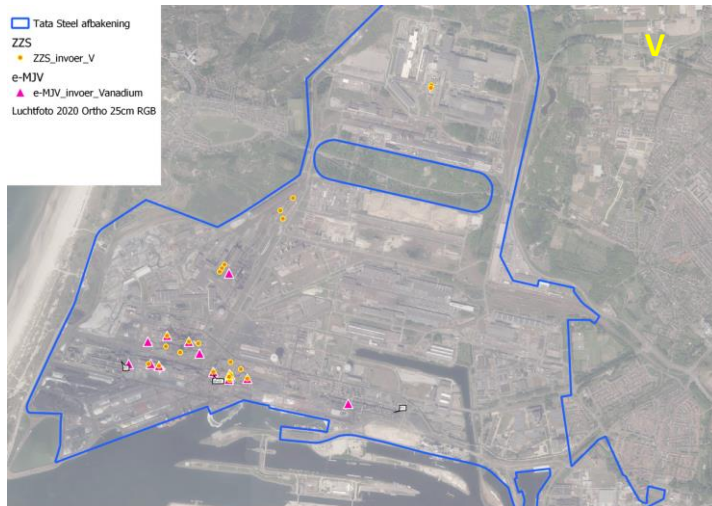 Tata Steel afbakening
V
ZZS
ZZS_invoer_V
e-MJV
e-MJV_invoer_Vanadium
Luchtfoto 2020 Ortho 25cm RGB